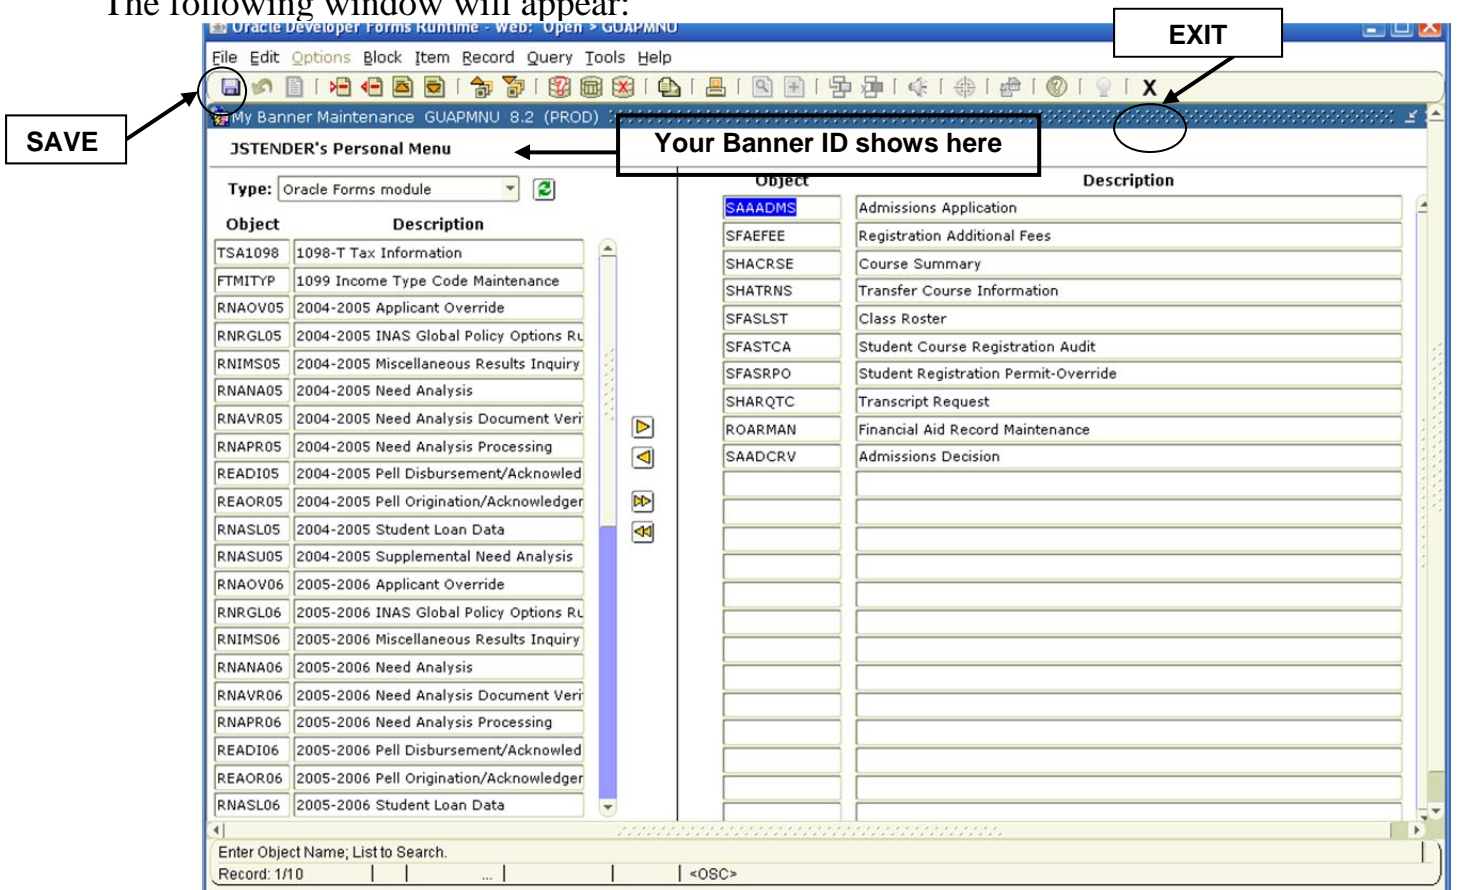 The following window will appear:
Oracle Developer Forms Runtime - Web: Open > GUAPMNU
EXIT
File Edit Options Block Item Record Query Tools Help
X
SAVE
My Banner Maintenance GUAPMNU 8.2 (PROD)
Your Banner ID shows here
JSTENDER's Personal Menu
Type: Oracle Forms module
Object Description
TSA1098 1098-T Tax Information
FTMITYP 1099 Income Type Code Maintenance
RNAOV05 2004-2005 Applicant Override
RNRGL05 2004-2005 INAS Global Policy Options Ru
RNIMS05 2004-2005 Miscellaneous Results Inquiry
RNANA05 2004-2005 Need Analysis
RNAVR05 2004-2005 Need Analysis Document Veri
RNAPR05 2004-2005 Need Analysis Processing
READI05 2004-2005 Pell Disbursement/Acknowled
REAOR05 2004-2005 Pell Origination/Acknowledger
RNASL05 2004-2005 Student Loan Data
RNASU05 2004-2005 Supplemental Need Analysis
RNAOV06 2005-2006 Applicant Override
RNRGL06 2005-2006 INAS Global Policy Options Ru
RNIMS06 2005-2006 Miscellaneous Results Inquiry
RNANA06 2005-2006 Need Analysis
RNAVR06 2005-2006 Need Analysis Document Veri
RNAPR06 2005-2006 Need Analysis Processing
READI06 2005-2006 Pell Disbursement/Acknowled
REAOR06 2005-2006 Pell Origination/Acknowledger
RNASL06 2005-2006 Student Loan Data
Object Description
SAAADMS Admissions Application
SFAEFEE Registration Additional Fees
SHACRSE Course Summary
SHATRNS Transfer Course Information
SFASLST Class Roster
SFASTCA Student Course Registration Audit
SFASRPO Student Registration Permit-Override
SHARQTC Transcript Request
ROARMAN Financial Aid Record Maintenance
SAADCRV Admissions Decision
Enter Object Name; List to Search.
Record: 1/10 ... <OSC>